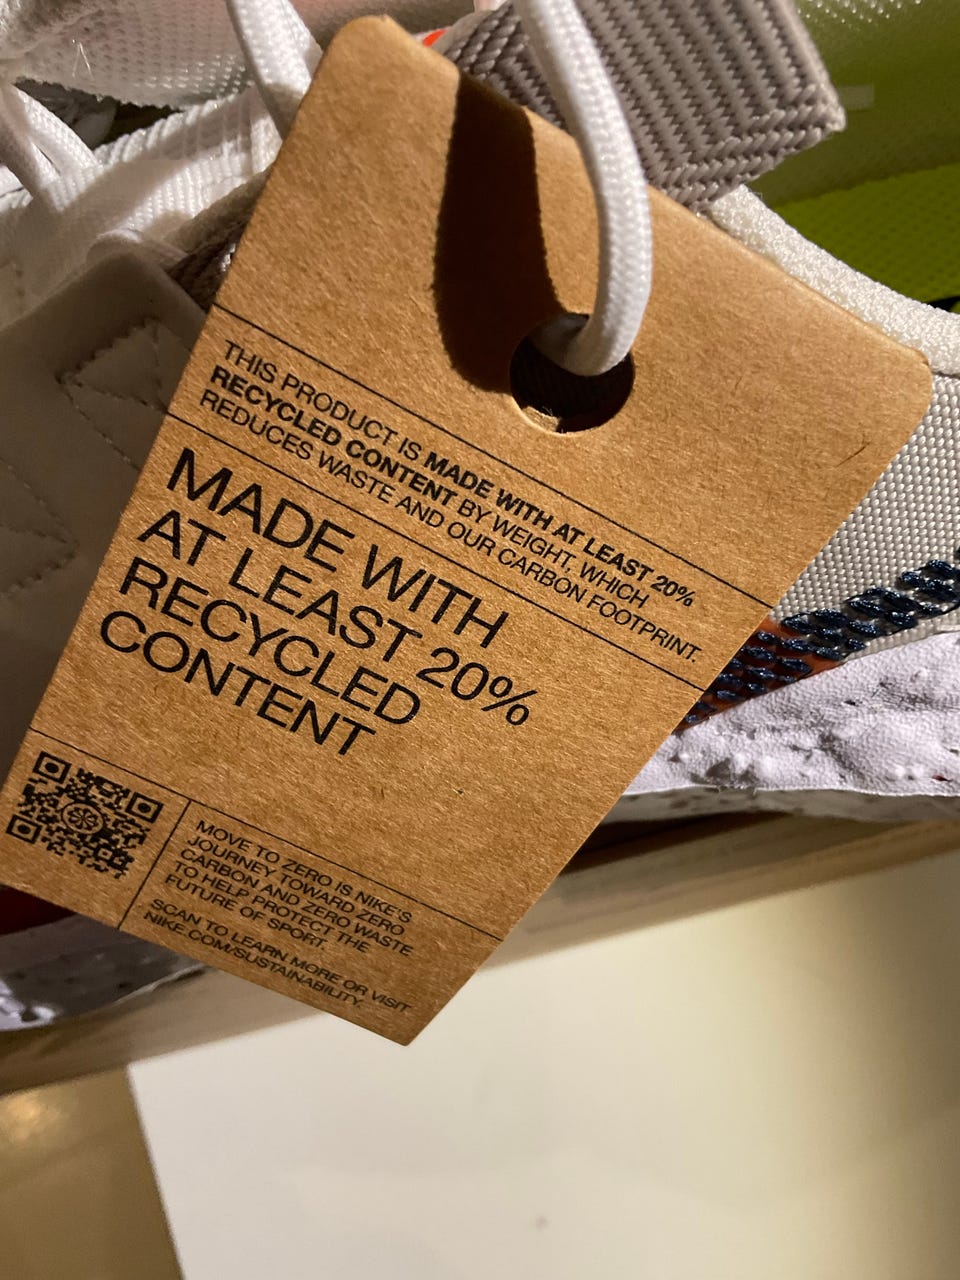 THIS PRODUCT IS MADE WITH AT LEAST 20%
RECYCLED CONTENT BY WEIGHT, WHICH
REDUCES WASTE AND OUR CARBON FOOTPRINT.
MADE WITH
AT LEAST 20%
RECYCLED
CONTENT
MOVE TO ZERO IS NIKE'S
JOURNEY TOWARD ZERO
CARBON AND ZERO WASTE
TO HELP PROTECT THE
FUTURE OF SPORT.
SCAN TO LEARN MORE OR VISIT
NIKE.COM/SUSTAINABILITY.